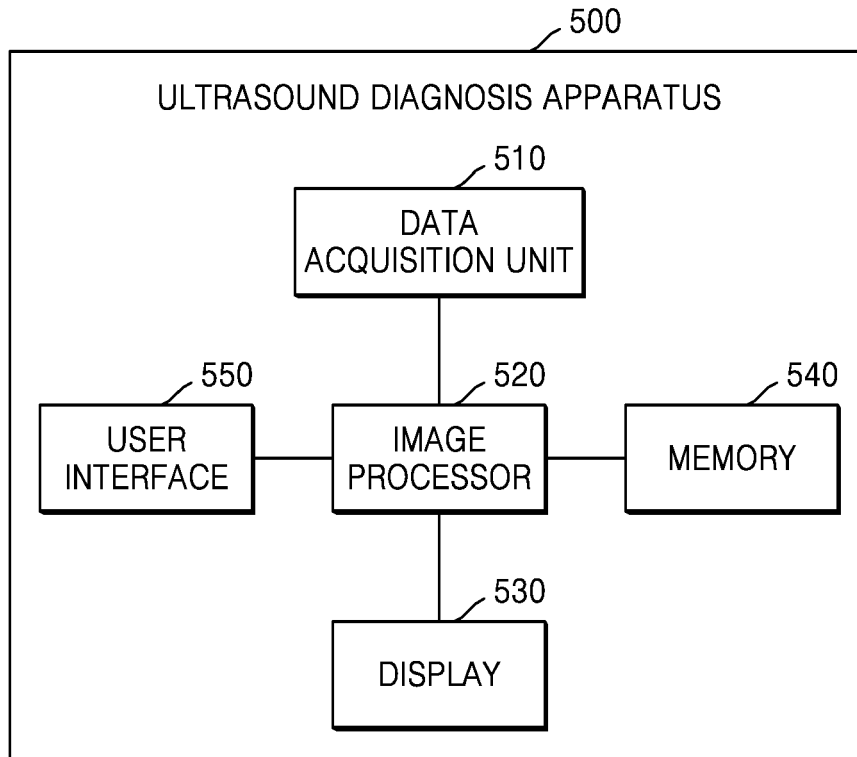 500
ULTRASOUND DIAGNOSIS APPARATUS
510
DATA
ACQUISITION UNIT
550
USER
INTERFACE
520
IMAGE
PROCESSOR
540
MEMORY
530
DISPLAY